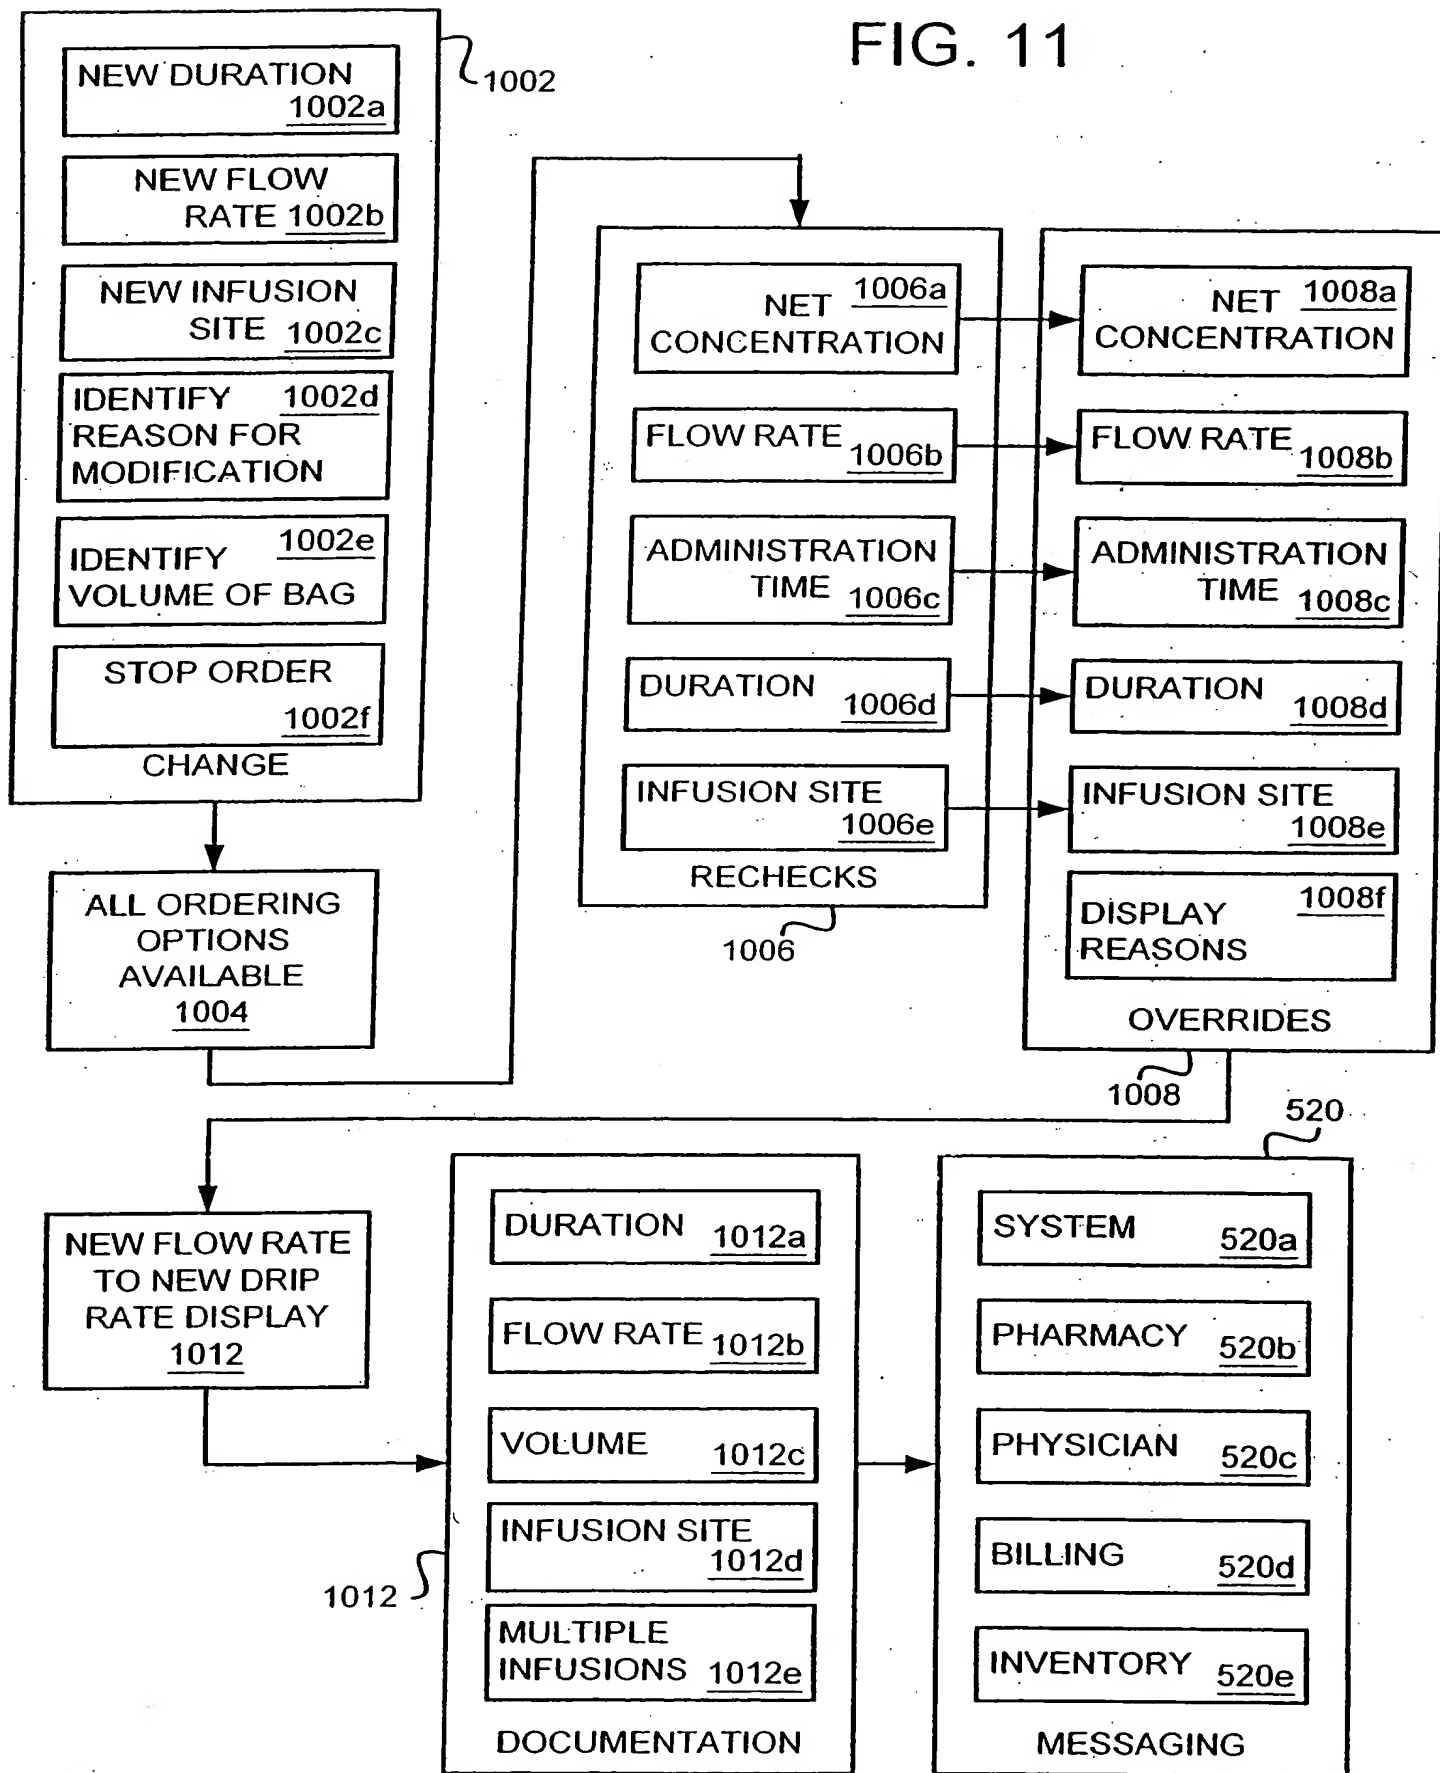 FIG. 11
1002
NEW DURATION
1002a
NEW FLOW
RATE 1002b
NEW INFUSION
SITE 1002c
IDENTIFY 1002d
REASON FOR
MODIFICATION
1002e
IDENTIFY
VOLUME OF BAG
STOP ORDER
1002f
CHANGE
ALL ORDERING
OPTIONS
AVAILABLE
1004
NET 1006a
CONCENTRATION
FLOW RATE 1006b
ADMINISTRATION
TIME 1006c
DURATION 1006d
INFUSION SITE
1006e
RECHECKS
1006
NET 1008a
CONCENTRATION
FLOW RATE 1008b
ADMINISTRATION
TIME 1008c
DURATION 1008d
INFUSION SITE
1008e
1008f
DISPLAY
REASONS
OVERRIDES
1008
NEW FLOW RATE
TO NEW DRIP
RATE DISPLAY
1012
DURATION 1012a
FLOW RATE 1012b
VOLUME 1012c
INFUSION SITE
1012d
MULTIPLE
INFUSIONS 1012e
DOCUMENTATION
1012
520
SYSTEM 520a
PHARMACY 520b
PHYSICIAN 520c
BILLING 520d
INVENTORY 520e
MESSAGING